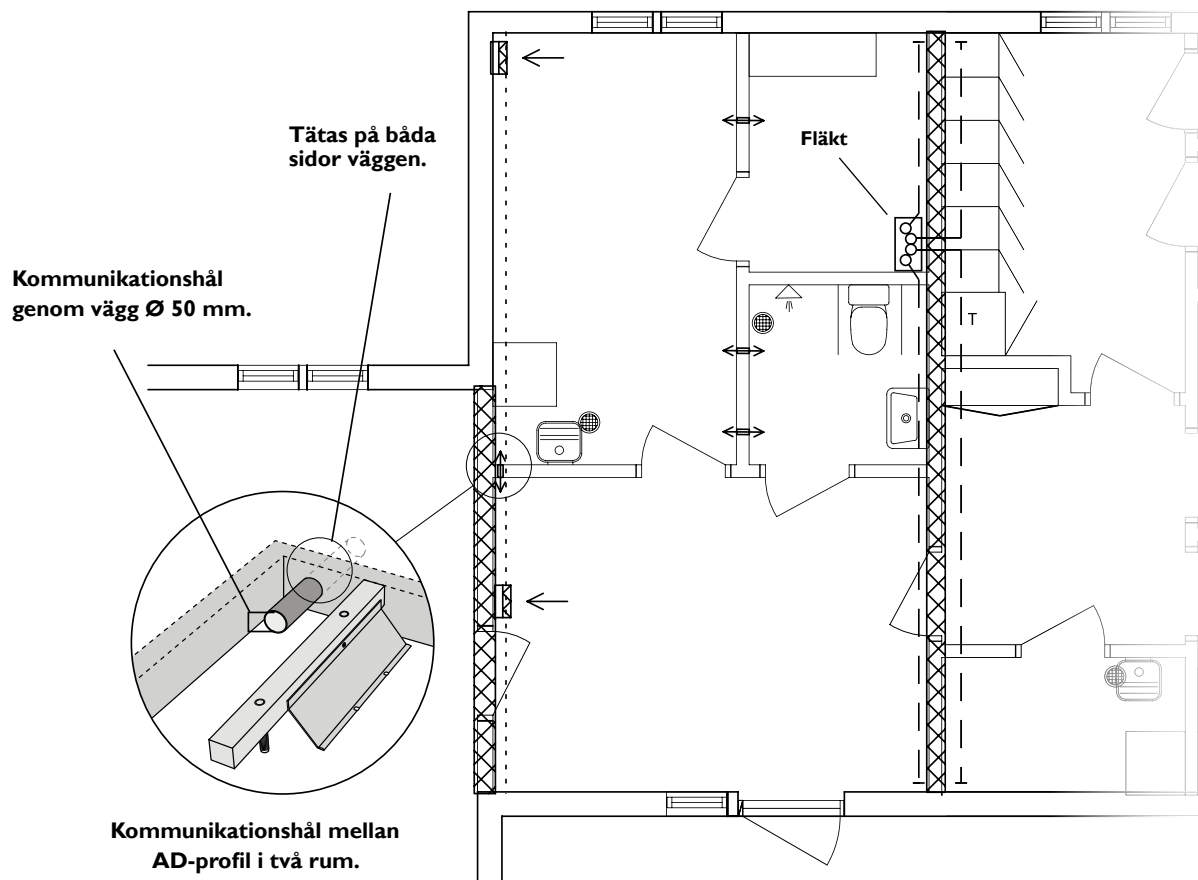 Tätas på båda
sidor väggen.
Fläkt
Kommunikationshål
genom vägg Ø 50 mm.
T
Kommunikationshål mellan
AD-profil i två rum.